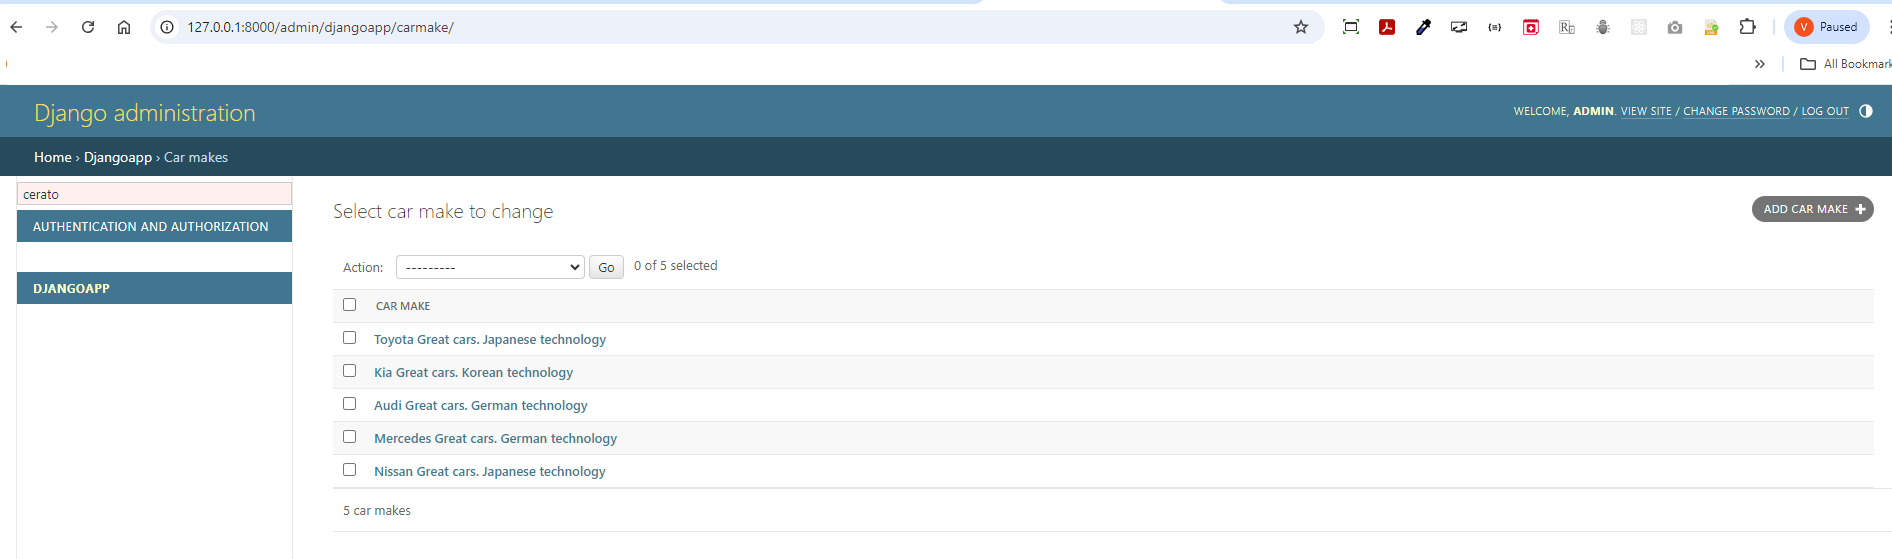 127.0.0.1:8000/admin/djangoapp/carmake/
V Paused
All Bookmark
Django administration
WELCOME, ADMIN. VIEW SITE / CHANGE PASSWORD / LOG OUT
Home › Djangoapp › Car makes
cerato
AUTHENTICATION AND AUTHORIZATION
DJANGOAPP
Select car make to change
ADD CAR MAKE +
Action: --------- Go 0 of 5 selected
CAR MAKE
Toyota Great cars. Japanese technology
Kia Great cars. Korean technology
Audi Great cars. German technology
Mercedes Great cars. German technology
Nissan Great cars. Japanese technology
5 car makes